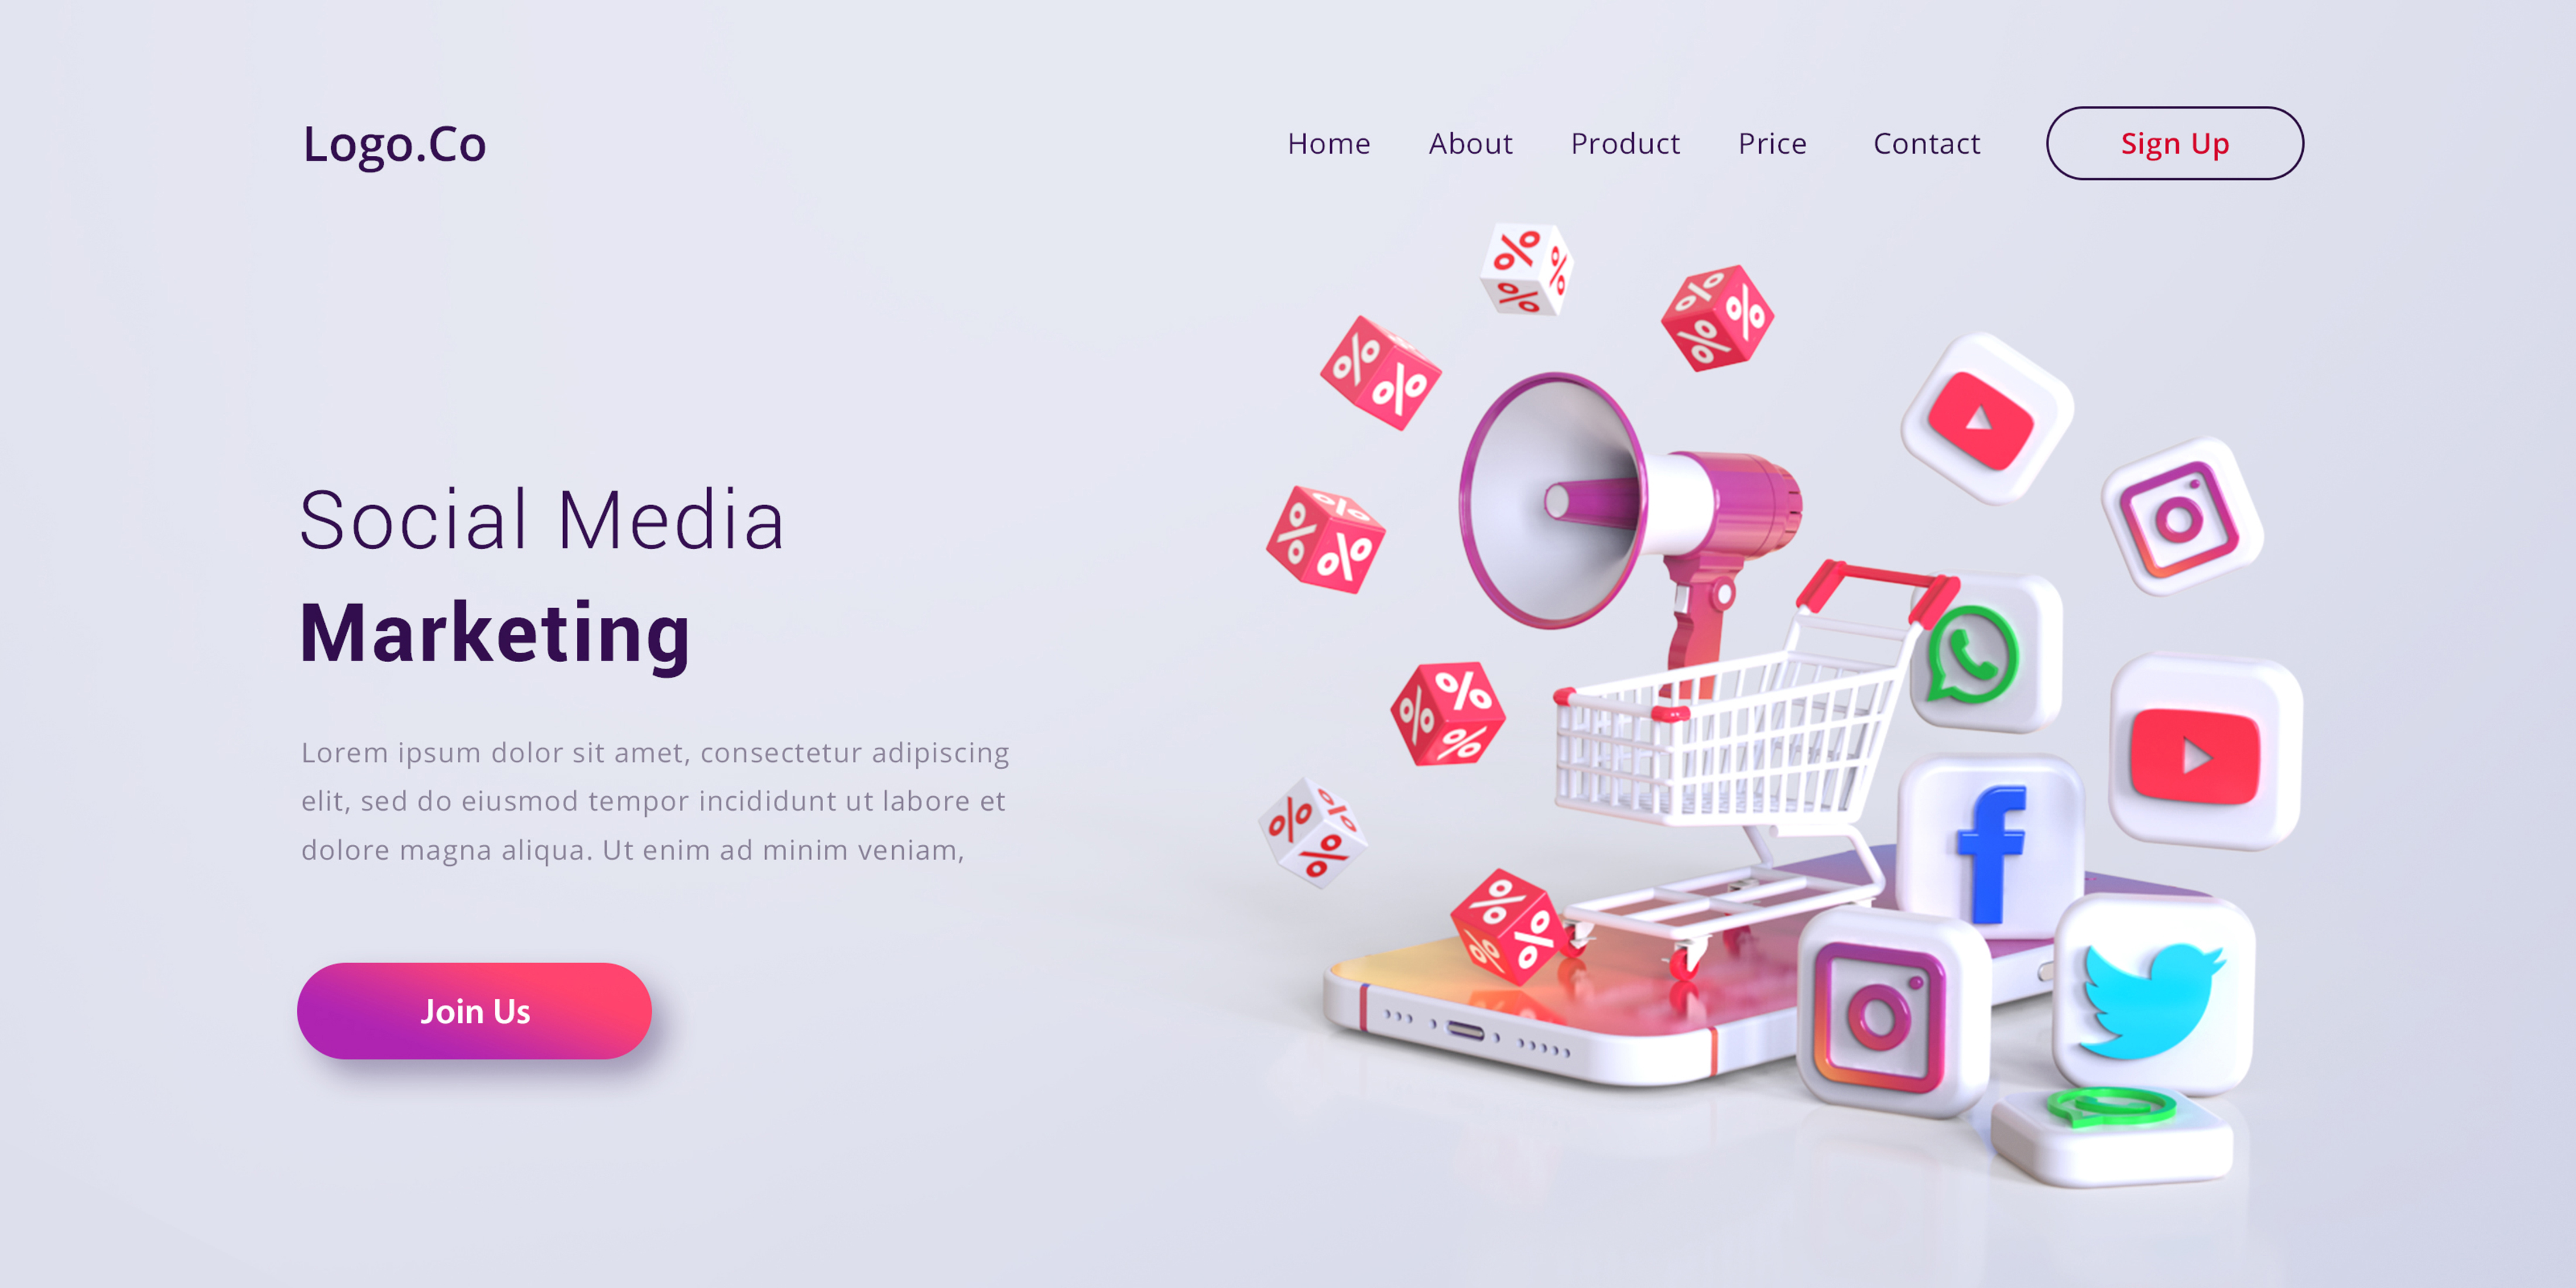 Logo.Co
Home About Product Price Contact Sign Up
Social Media
Marketing
Lorem ipsum dolor sit amet, consectetur adipiscing
elit, sed do eiusmod tempor incididunt ut labore et
dolore magna aliqua. Ut enim ad minim veniam,
Join Us
% % %
% % %
% % %
% % %
% % %
% % %
% % %
f